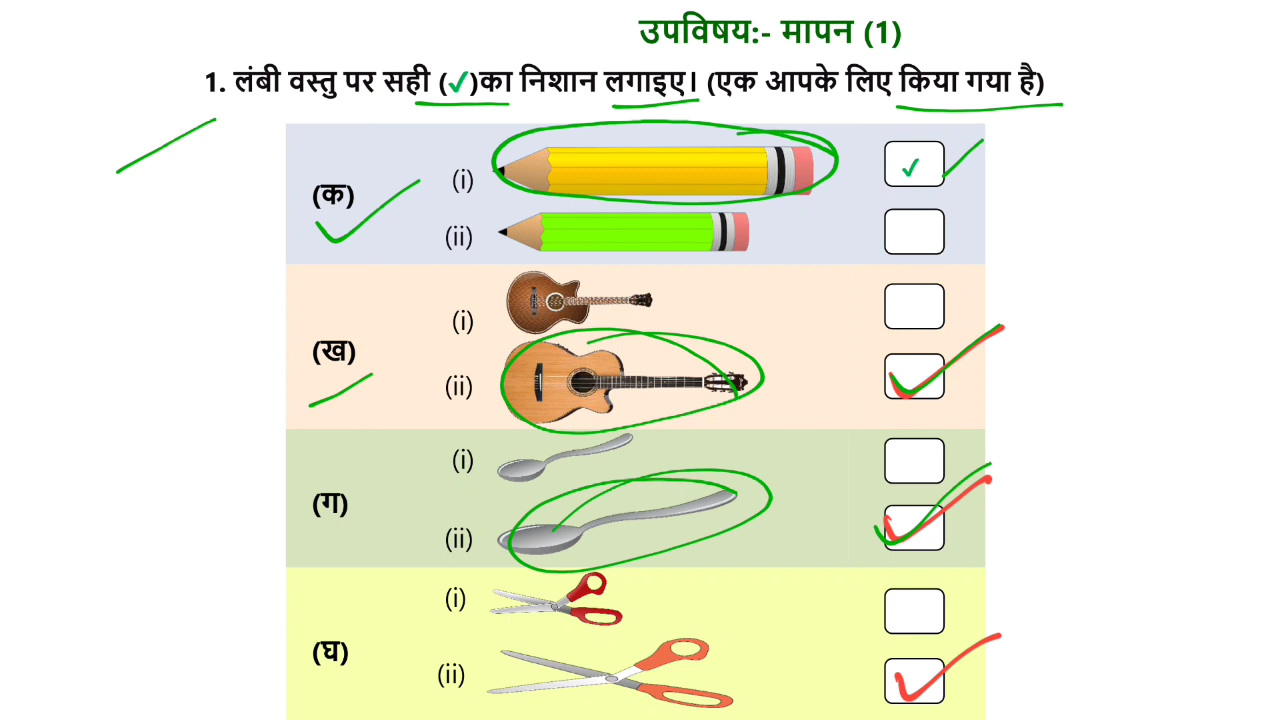 उपविषय:- मापन (1)
1. लंबी वस्तु पर सही (✓)का निशान लगाइए। (एक आपके लिए किया गया है)
(क)
(i)
✓
(ii)
(ख)
(i)
(ii)
(ग)
(i)
(ii)
(घ)
(i)
(ii)